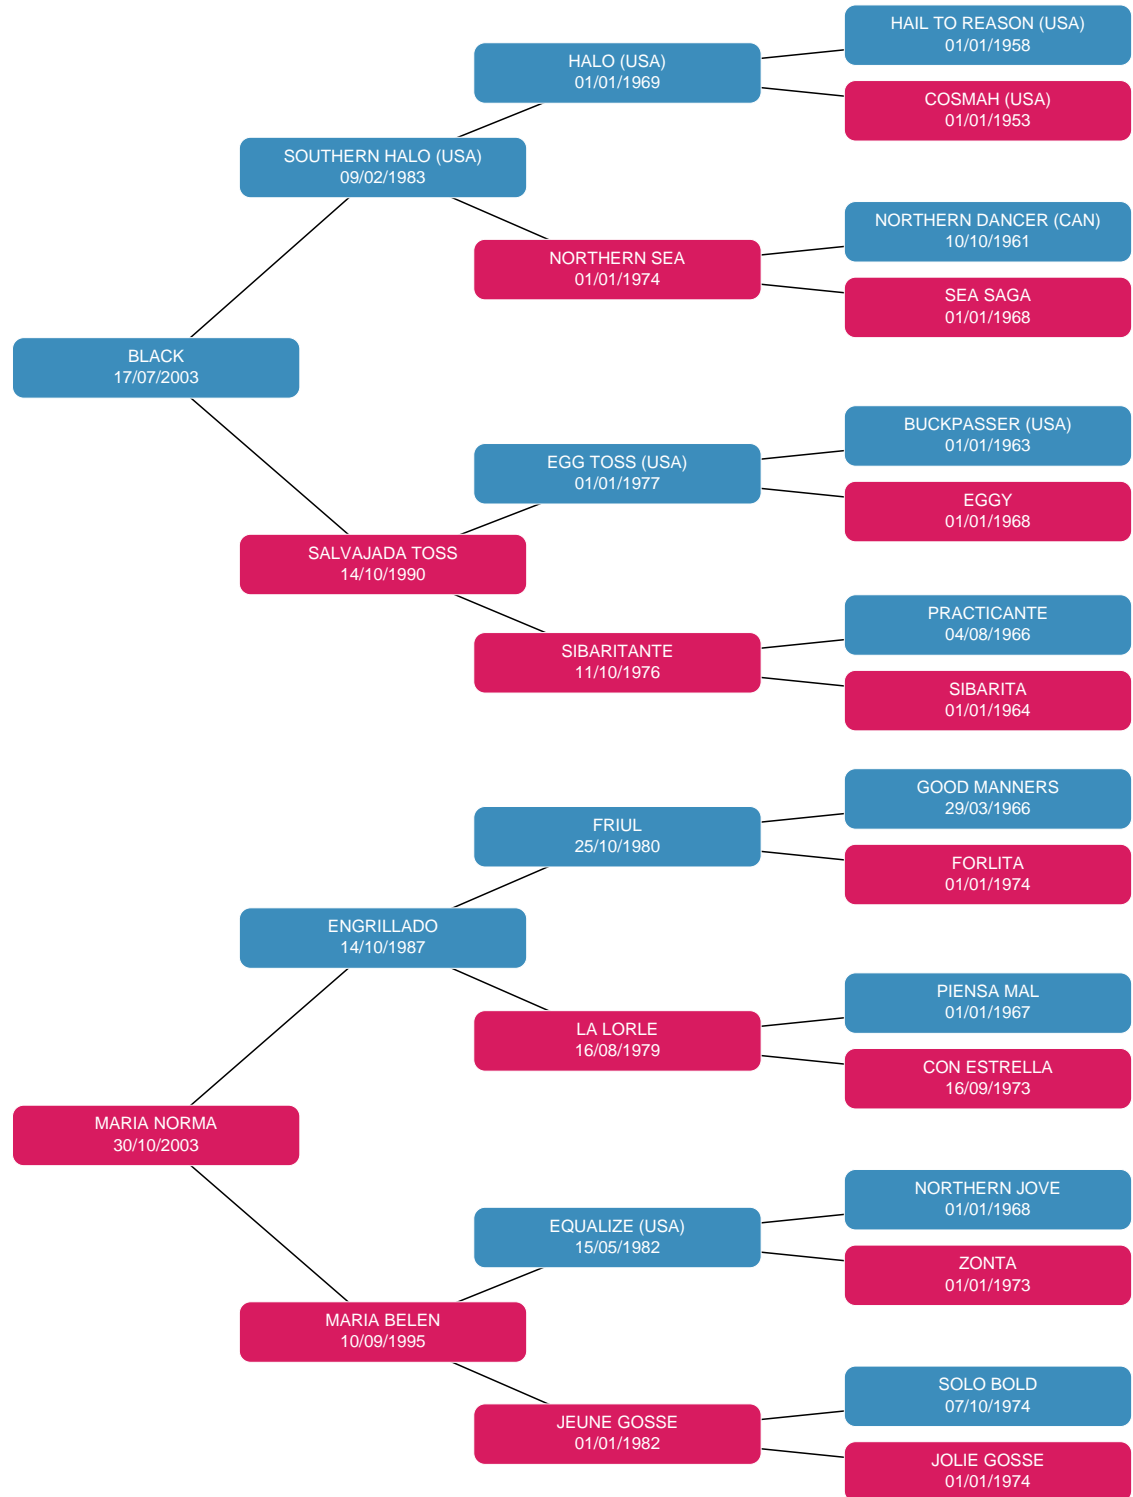 HAIL TO REASON (USA)
01/01/1958
HALO (USA)
01/01/1969
COSMAH (USA)
01/01/1953
SOUTHERN HALO (USA)
09/02/1983
NORTHERN DANCER (CAN)
10/10/1961
NORTHERN SEA
01/01/1974
SEA SAGA
01/01/1968
BLACK
17/07/2003
BUCKPASSER (USA)
01/01/1963
EGG TOSS (USA)
01/01/1977
EGGY
01/01/1968
SALVAJADA TOSS
14/10/1990
PRACTICANTE
04/08/1966
SIBARITANTE
11/10/1976
SIBARITA
01/01/1964
GOOD MANNERS
29/03/1966
FRIUL
25/10/1980
FORLITA
01/01/1974
ENGRILLADO
14/10/1987
PIENSA MAL
01/01/1967
LA LORLE
16/08/1979
CON ESTRELLA
16/09/1973
MARIA NORMA
30/10/2003
NORTHERN JOVE
01/01/1968
EQUALIZE (USA)
15/05/1982
ZONTA
01/01/1973
MARIA BELEN
10/09/1995
SOLO BOLD
07/10/1974
JEUNE GOSSE
01/01/1982
JOLIE GOSSE
01/01/1974